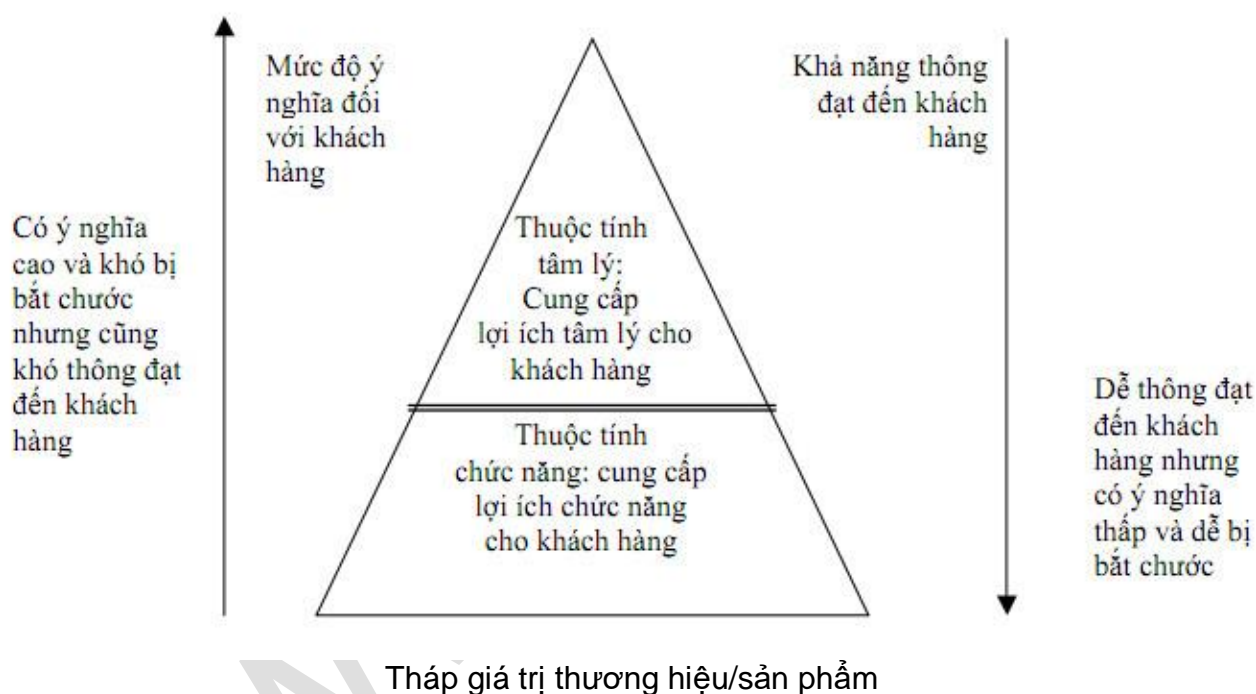 Mức độ ý
nghĩa đối
với khách
hàng
Khả năng thông
đạt đến khách
hàng
Có ý nghĩa
cao và khó bị
bắt chước
nhưng cũng
khó thông đạt
đến khách
hàng
Thuộc tính
tâm lý:
Cung cấp
lợi ích tâm lý cho
khách hàng
Thuộc tính
chức năng: cung cấp
lợi ích chức năng
cho khách hàng
Dễ thông đạt
đến khách
hàng nhưng
có ý nghĩa
thấp và dễ bị
bắt chước
Tháp giá trị thương hiệu/sản phẩm